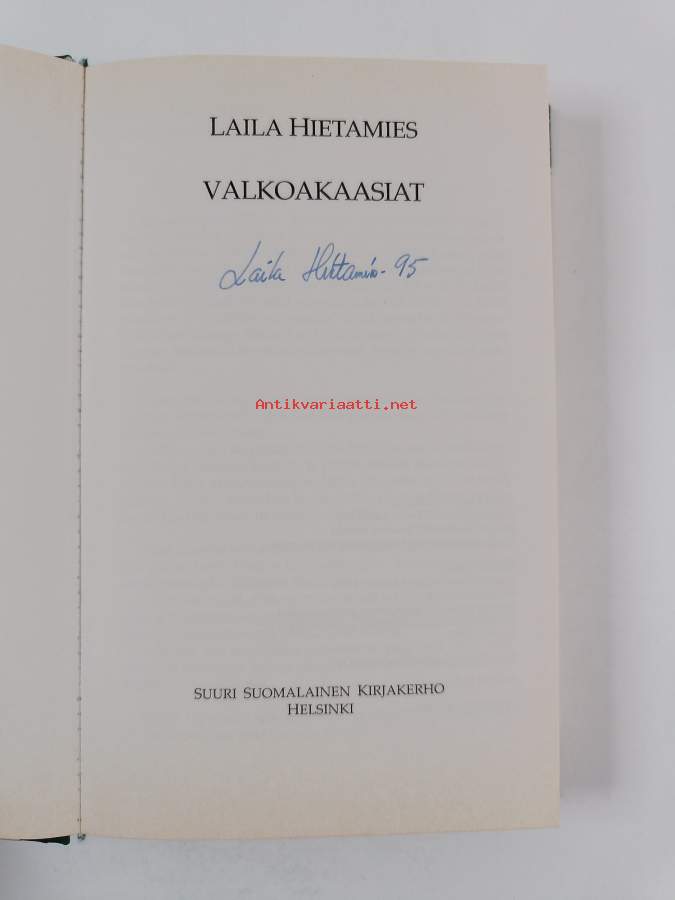 LAILA HIETAMIES
VALKOAKAASIAT
Laila Hietamies -95
Antikvariaatti.net
SUURI SUOMALAINEN KIRJAKERHO
HELSINKI